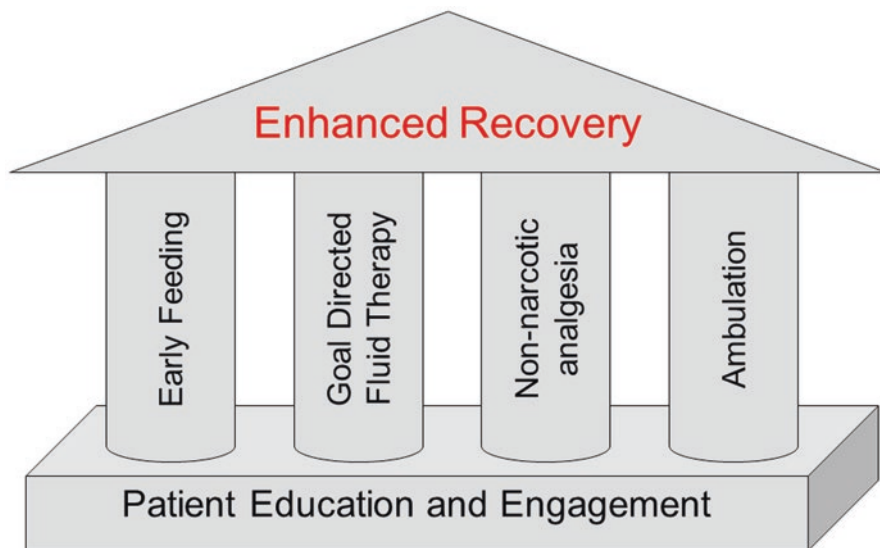 Enhanced Recovery
Early Feeding
Goal Directed
Fluid Therapy
Non-narcotic
analgesia
Ambulation
Patient Education and Engagement